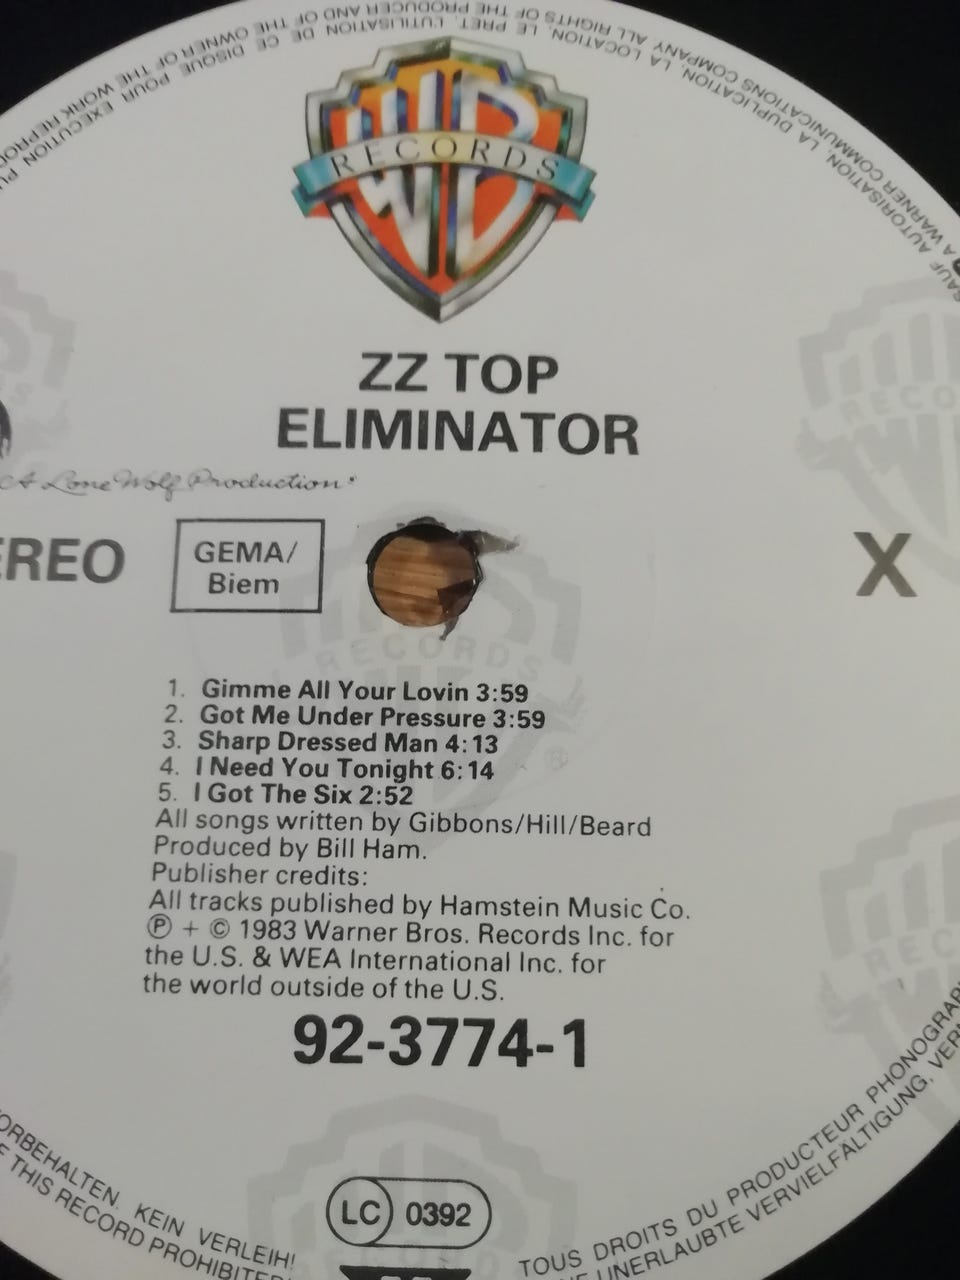 PRODUCER AND OF THE OWNER OF THE WORK REPROD
A WARNER COMMUNICATIONS COMPANY ALL RIGHTS OF THE
EXECUTION PU
SAUF AUTORISATION, LA DUPLICATION, LA LOCATION, LE PRET, L'UTILISATION DE CE DISQUE POUR
WB
RECORDS
ZZ TOP
ELIMINATOR
A Lone Wolf Production
EREO
GEMA/
Biem
X
1. Gimme All Your Lovin 3:59
2. Got Me Under Pressure 3:59
3. Sharp Dressed Man 4:13
4. I Need You Tonight 6:14
5. I Got The Six 2:52
All songs written by Gibbons/Hill/Beard
Produced by Bill Ham.
Publisher credits:
All tracks published by Hamstein Music Co.
℗ + © 1983 Warner Bros. Records Inc. for
the U.S. & WEA International Inc. for
the world outside of the U.S.
92-3774-1
LC 0392
ORBEHALTEN. KEIN VERLEIH!
F THIS RECORD PROHIBITED
TOUS DROITS DU PRODUCTEUR PHONOGRAP
NE UNERLAUBTE VERVIELFÄLTIGUNG, VER